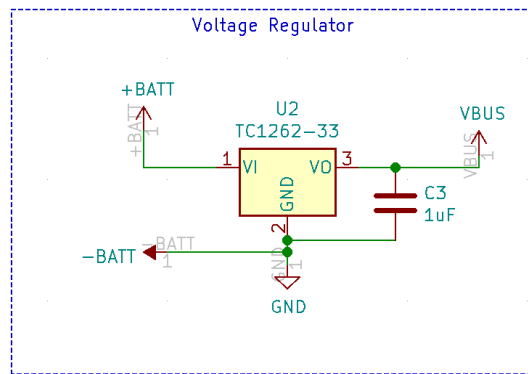 Voltage Regulator
+BATT
+BATT
1
U2
TC1262-33
VBUS
VBUS
1
1
VI
VO
3
GND
2
C3
1uF
-BATT
-BATT
1
GND
1
GND